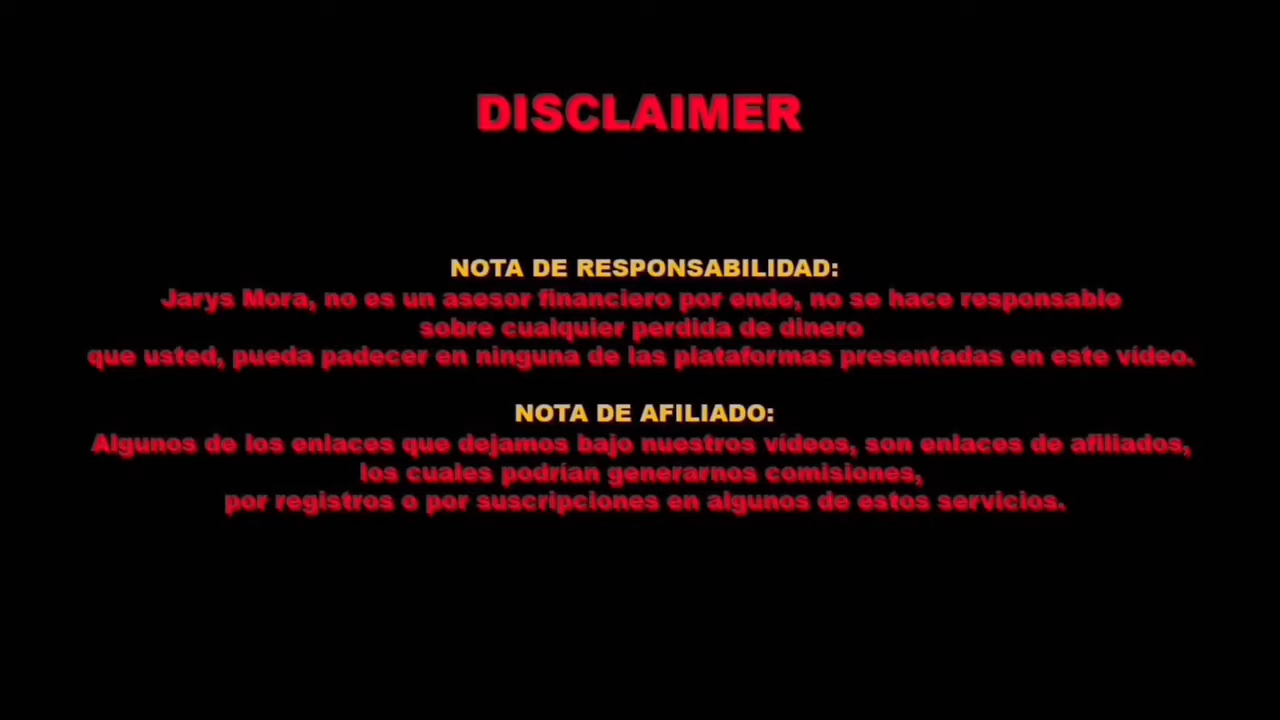 DISCLAIMER
NOTA DE RESPONSABILIDAD:
Jarys Mora, no es un asesor financiero por ende, no se hace responsable
sobre cualquier perdida de dinero
que usted, pueda padecer en ninguna de las plataformas presentadas en este vídeo.
NOTA DE AFILIADO:
Algunos de los enlaces que dejamos bajo nuestros vídeos, son enlaces de afiliados,
los cuales podrían generarnos comisiones,
por registros o por suscripciones en algunos de estos servicios.